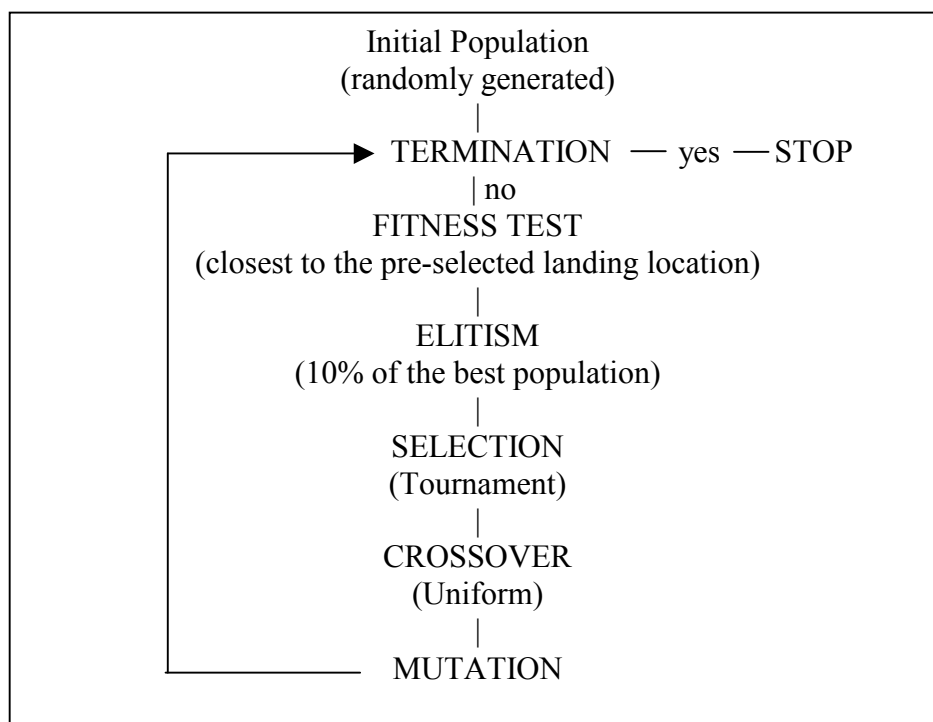 Initial Population
(randomly generated)
TERMINATION yes STOP
no
FITNESS TEST
(closest to the pre-selected landing location)
ELITISM
(10% of the best population)
SELECTION
(Tournament)
CROSSOVER
(Uniform)
MUTATION